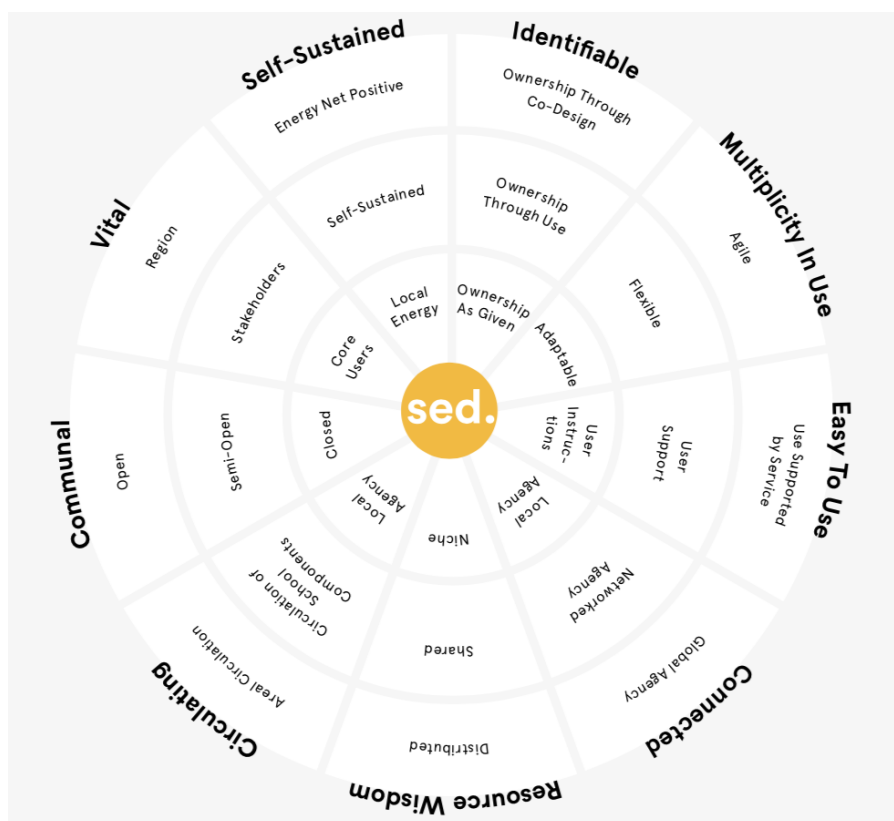 Self-Sustained
Energy Net Positive
Self-Sustained
Local
Energy
Identifiable
Ownership Through
Co-Design
Ownership
Through Use
Ownership
As Given
Multiplicity In Use
Agile
Flexible
Adaptable
Easy To Use
Use Supported
by Service
User
Support
User
Instruc-
tions
Connected
Global Agency
Networked
Agency
Local
Agency
Resource Wisdom
Distributed
Shared
Niche
Circulating
Areal Circulation
Circulation of
School
Components
Local
Agency
Communal
Open
Semi-Open
Closed
Vital
Region
Stakeholders
Core
Users
sed.